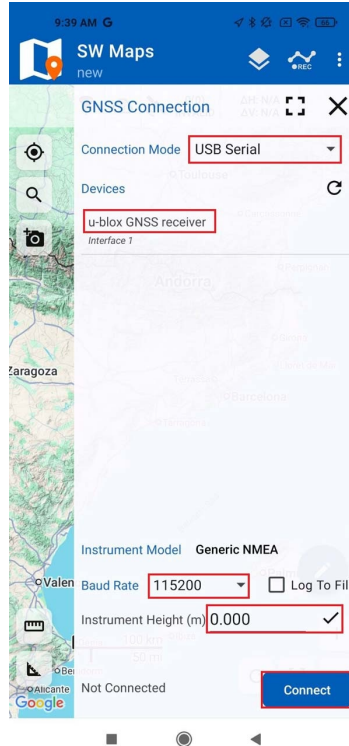 9:39 AM G
66
SW Maps
REC
new
GNSS Connection
Connection Mode USB Serial
Devices
u-blox GNSS receiver
Interface 1
Toulouse
Andorra
Zaragoza
Barcelona
Instrument Model Generic NMEA
Valen
Baud Rate 115200 Log To Fil
Instrument Height (m) 0.000
100 km
50 mi
Alicante
Not Connected
Connect
Google